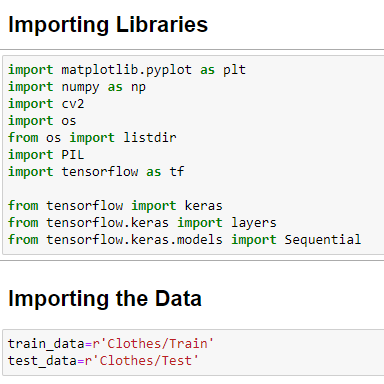 Importing Libraries
import matplotlib.pyplot as plt
import numpy as np
import cv2
import os
from os import listdir
import PIL
import tensorflow as tf
from tensorflow import keras
from tensorflow.keras import layers
from tensorflow.keras.models import Sequential
Importing the Data
train_data=r'Clothes/Train'
test_data=r'Clothes/Test'